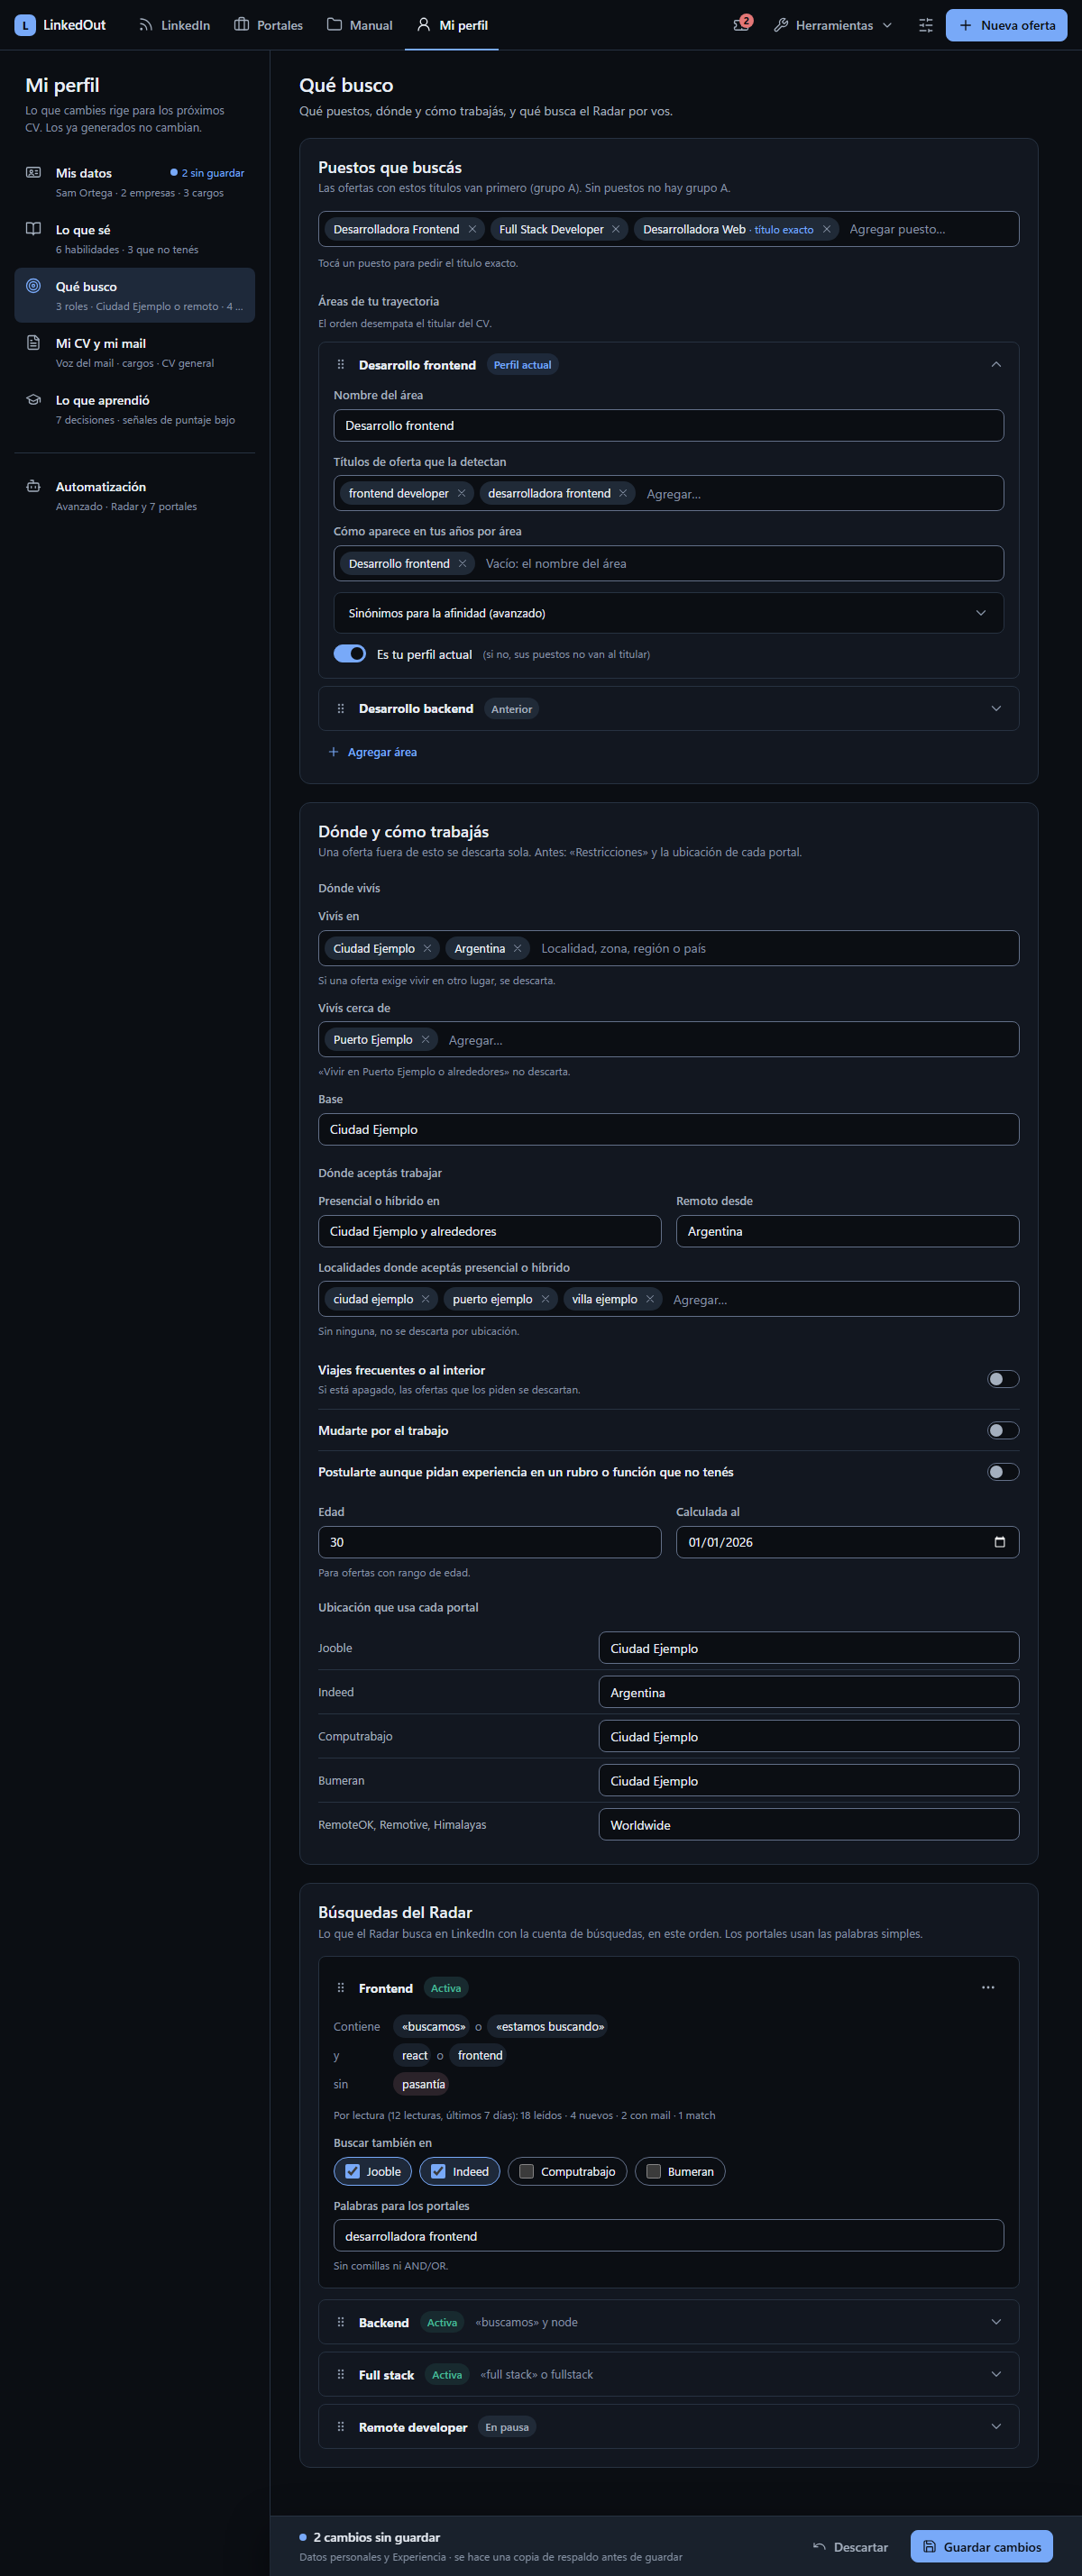 L LinkedOut LinkedIn Portales Manual Mi perfil 2 Herramientas Nueva oferta
Mi perfil
Lo que cambies rige para los próximos
CV. Los ya generados no cambian.
Mis datos 2 sin guardar
Sam Ortega · 2 empresas · 3 cargos
Lo que sé
6 habilidades · 3 que no tenés
Qué busco
3 roles · Ciudad Ejemplo o remoto · 4 ...
Mi CV y mi mail
Voz del mail · cargos · CV general
Lo que aprendió
7 decisiones · señales de puntaje bajo
Automatización
Avanzado · Radar y 7 portales
Qué busco
Qué puestos, dónde y cómo trabajás, y qué busca el Radar por vos.
Puestos que buscás
Las ofertas con estos títulos van primero (grupo A). Sin puestos no hay grupo A.
Desarrolladora Frontend Full Stack Developer Desarrolladora Web · título exacto Agregar puesto...
Tocá un puesto para pedir el título exacto.
Áreas de tu trayectoria
El orden desempata el titular del CV.
Desarrollo frontend Perfil actual
Nombre del área
Desarrollo frontend
Títulos de oferta que la detectan
frontend developer desarrolladora frontend Agregar...
Cómo aparece en tus años por área
Desarrollo frontend Vacío: el nombre del área
Sinónimos para la afinidad (avanzado)
Es tu perfil actual (si no, sus puestos no van al titular)
Desarrollo backend Anterior
Agregar área
Dónde y cómo trabajás
Una oferta fuera de esto se descarta sola. Antes: «Restricciones» y la ubicación de cada portal.
Dónde vivís
Vivís en
Ciudad Ejemplo Argentina Localidad, zona, región o país
Si una oferta exige vivir en otro lugar, se descarta.
Vivís cerca de
Puerto Ejemplo Agregar...
«Vivir en Puerto Ejemplo o alrededores» no descarta.
Base
Ciudad Ejemplo
Dónde aceptás trabajar
Presencial o híbrido en Remoto desde
Ciudad Ejemplo y alrededores Argentina
Localidades donde aceptás presencial o híbrido
ciudad ejemplo puerto ejemplo villa ejemplo Agregar...
Sin ninguna, no se descarta por ubicación.
Viajes frecuentes o al interior
Si está apagado, las ofertas que los piden se descartan.
Mudarte por el trabajo
Postularte aunque pidan experiencia en un rubro o función que no tenés
Edad Calculada al
30 01/01/2026
Para ofertas con rango de edad.
Ubicación que usa cada portal
Jooble Ciudad Ejemplo
Indeed Argentina
Computrabajo Ciudad Ejemplo
Bumeran Ciudad Ejemplo
RemoteOK, Remotive, Himalayas Worldwide
Búsquedas del Radar
Lo que el Radar busca en LinkedIn con la cuenta de búsquedas, en este orden. Los portales usan las palabras simples.
Frontend Activa
Contiene «buscamos» o «estamos buscando»
y react o frontend
sin pasantía
Por lectura (12 lecturas, últimos 7 días): 18 leídos · 4 nuevos · 2 con mail · 1 match
Buscar también en
Jooble Indeed Computrabajo Bumeran
Palabras para los portales
desarrolladora frontend
Sin comillas ni AND/OR.
Backend Activa «buscamos» y node
Full stack Activa «full stack» o fullstack
Remote developer En pausa
2 cambios sin guardar Descartar Guardar cambios
Datos personales y Experiencia · se hace una copia de respaldo antes de guardar